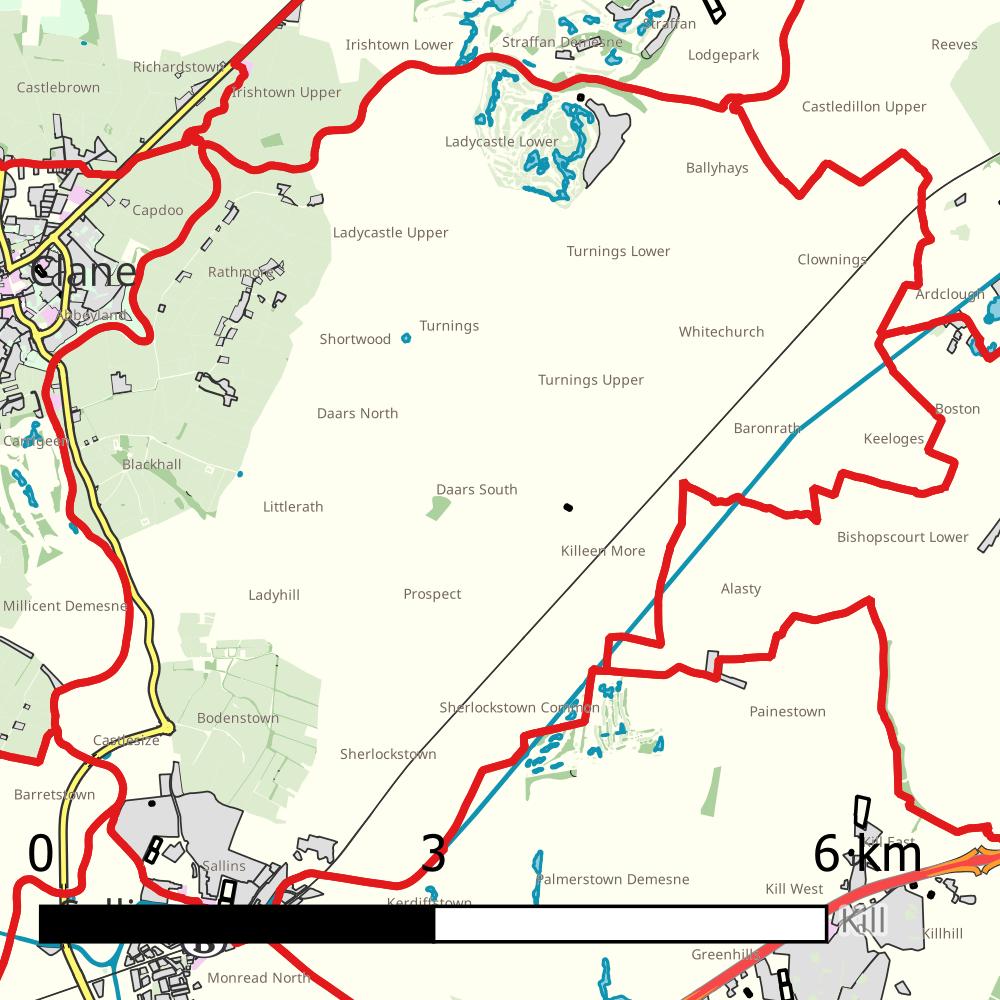 Straffan
Irishtown Lower
Straffan Demesne
Reeves
Lodgepark
Richardstown
Castlebrown
Irishtown Upper
Castledillon Upper
Ladycastle Lower
Ballyhays
Capdoo
Ladycastle Upper
Turnings Lower
Clownings
Clane
Rathmore
Ardclough
Abbeyland
Turnings
Whitechurch
Shortwood
Turnings Upper
Daars North
Boston
Baronrath
Carrigeen
Keeloges
Blackhall
Daars South
Littlerath
Bishopscourt Lower
Killeen More
Alasty
Ladyhill
Prospect
Millicent Demesne
Sherlockstown Common
Painestown
Bodenstown
Castlesize
Sherlockstown
Barretstown
Kill East
0 3 6 km
Sallins
Palmerstown Demesne
Kill West
Kerdiffstown
Sallins
Kill
Killhill
Greenhills
Monread North